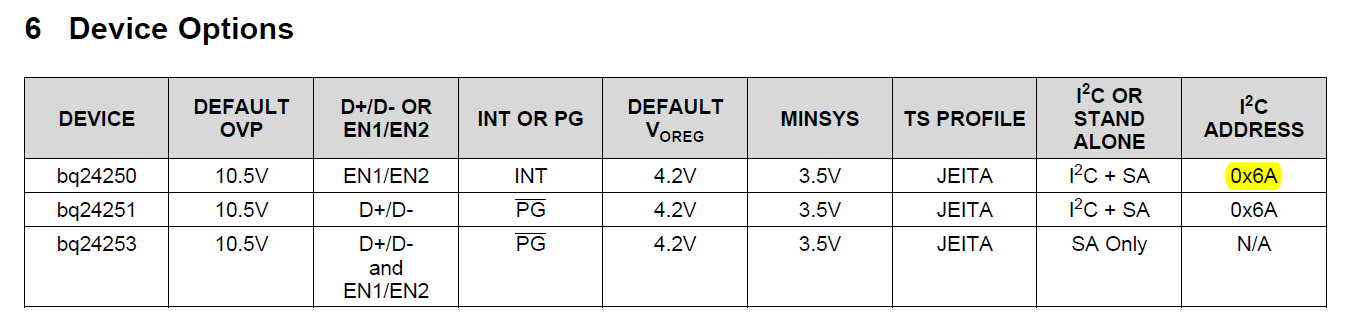 6 Device Options
DEVICE DEFAULT OVP D+/D- OR EN1/EN2 INT OR PG DEFAULT VOREG MINSYS TS PROFILE I2C OR STAND ALONE I2C ADDRESS
bq24250 10.5V EN1/EN2 INT 4.2V 3.5V JEITA I2C + SA 0x6A
bq24251 10.5V D+/D- PG 4.2V 3.5V JEITA I2C + SA 0x6A
bq24253 10.5V D+/D- and EN1/EN2 PG 4.2V 3.5V JEITA SA Only N/A